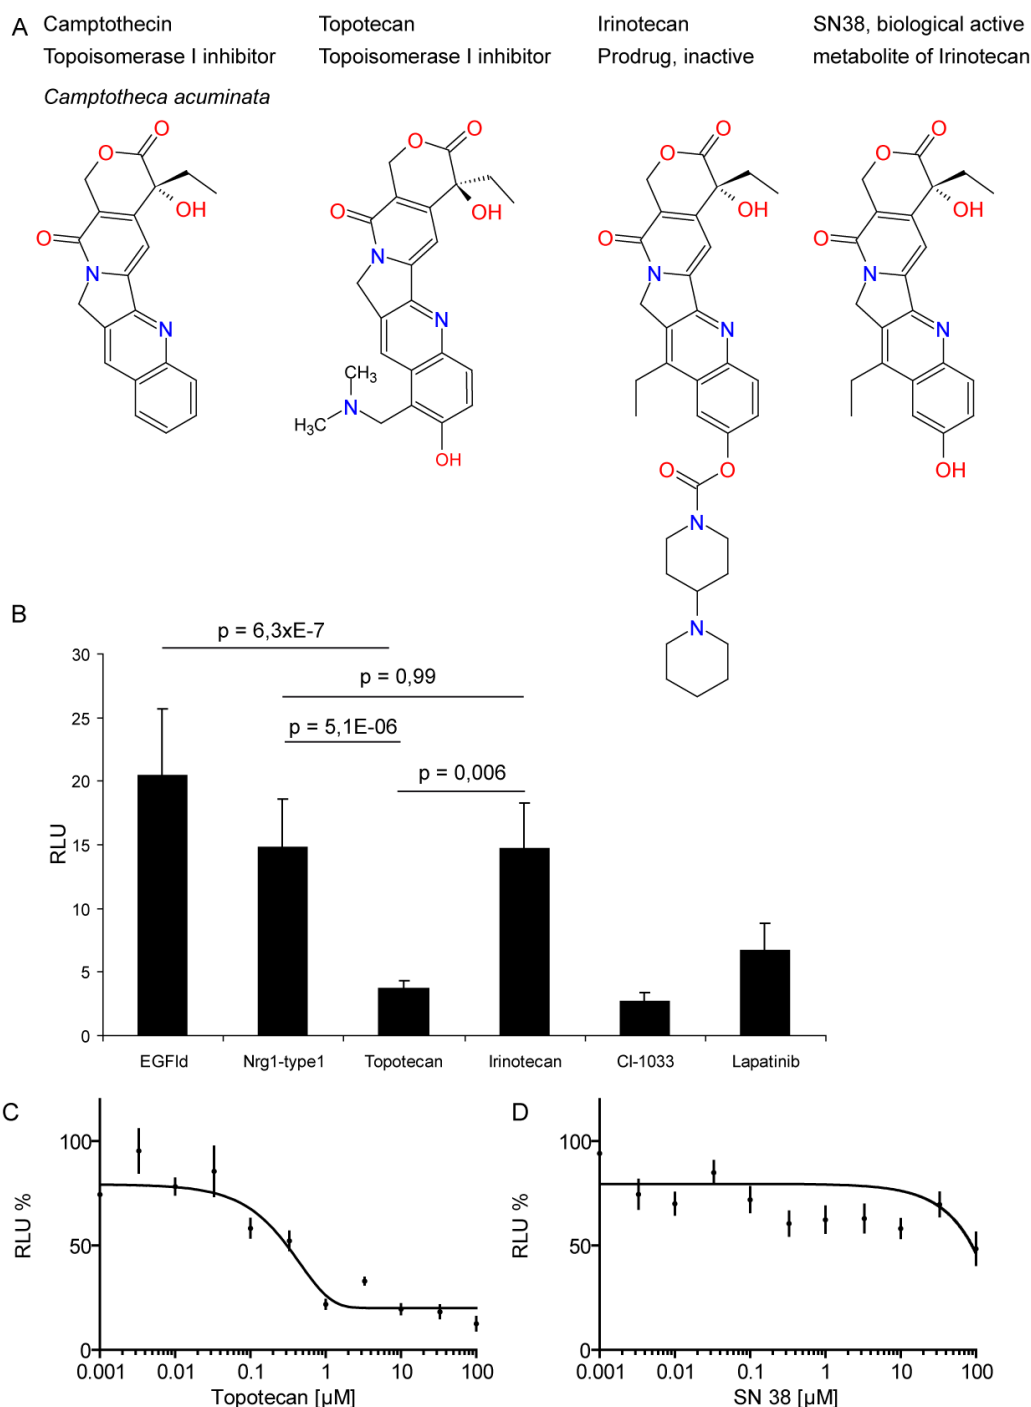 A
Camptothecin
Topoisomerase I inhibitor
Camptotheca acuminata
Topotecan
Topoisomerase I inhibitor
Irinotecan
Prodrug, inactive
SN38, biological active
metabolite of Irinotecan
O
O
OH
O
N
N
O
O
OH
O
N
N
CH3
N
H3C
OH
O
O
OH
O
N
N
O
O
N
N
O
O
OH
O
N
N
OH
B
p = 6,3xE-7
p = 0,99
p = 5,1E-06
p = 0,006
RLU
30
25
20
15
10
5
0
EGFld
Nrg1-type1
Topotecan
Irinotecan
CI-1033
Lapatinib
C
RLU %
100
50
0
0.001
0.01
0.1
1
10
100
Topotecan [µM]
D
RLU %
100
50
0
0.001
0.01
0.1
1
10
100
SN 38 [µM]